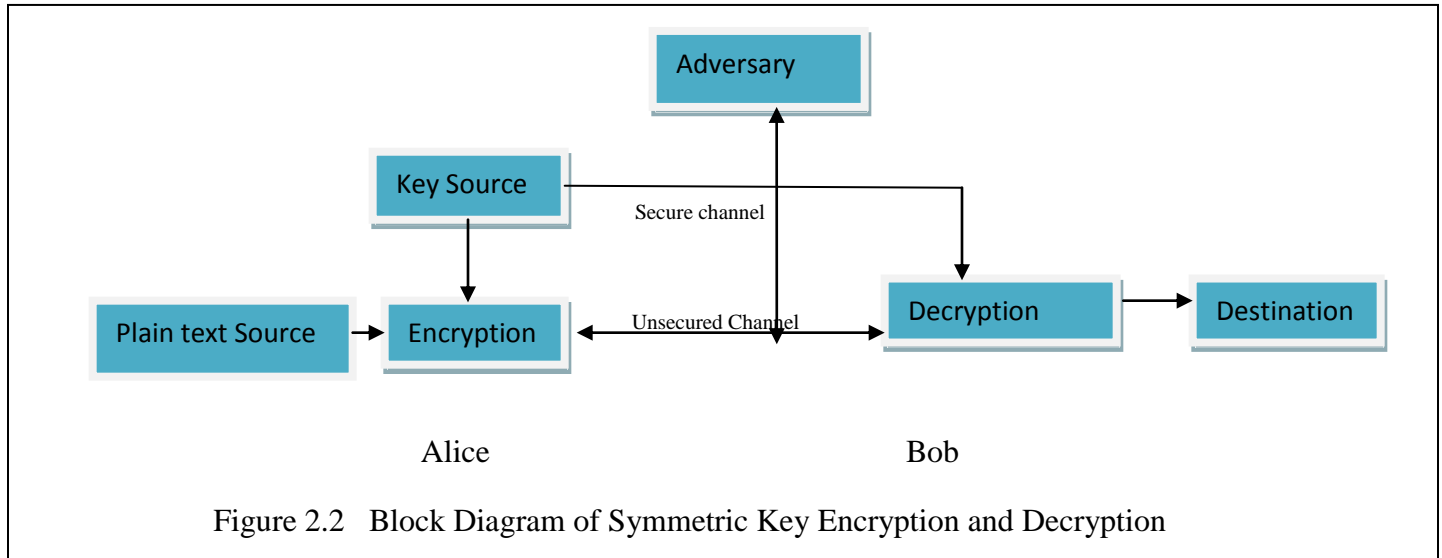 Adversary
Key Source
Secure channel
Plain text Source
Encryption
Unsecured Channel
Decryption
Destination
Alice
Bob
Figure 2.2 Block Diagram of Symmetric Key Encryption and Decryption